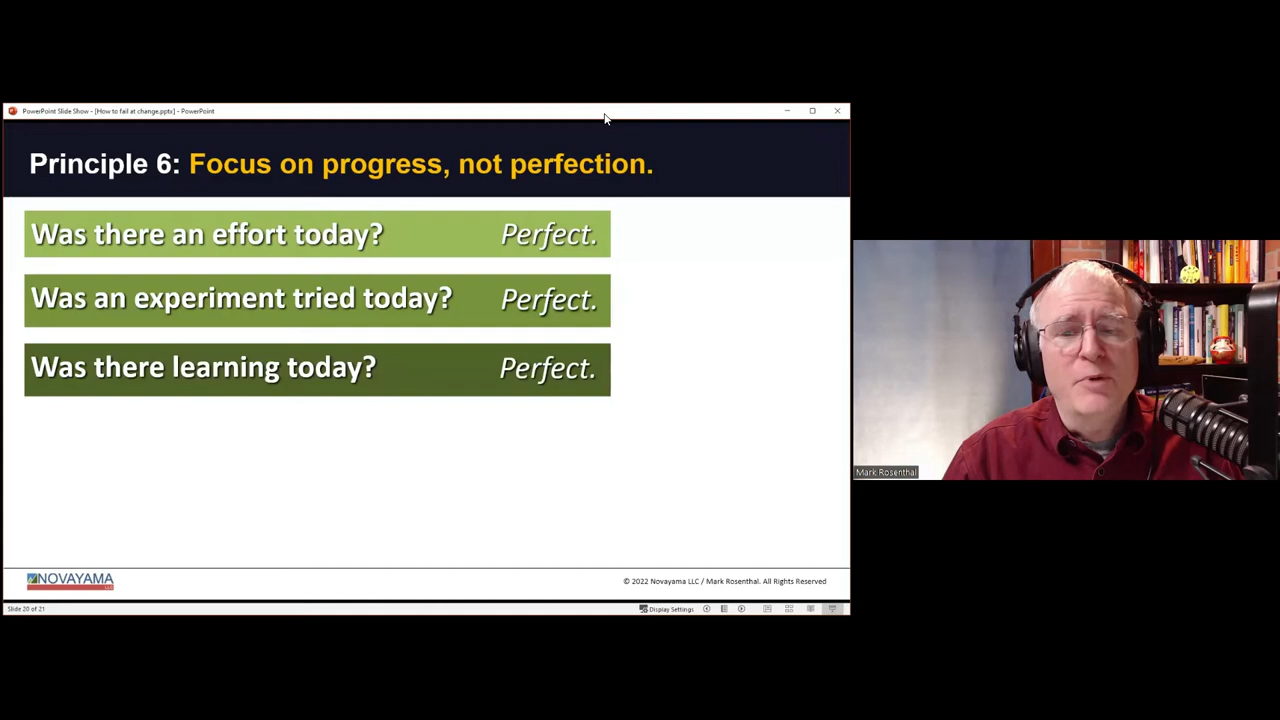 PowerPoint Slide Show - [How to fail at change.pptx] - PowerPoint
Principle 6: Focus on progress, not perfection.
Was there an effort today? Perfect.
Was an experiment tried today? Perfect.
Was there learning today? Perfect.
NOVAYAMA
LLC
© 2022 Novayama LLC / Mark Rosenthal. All Rights Reserved
Slide 20 of 21
Display Settings
Mark Rosenthal